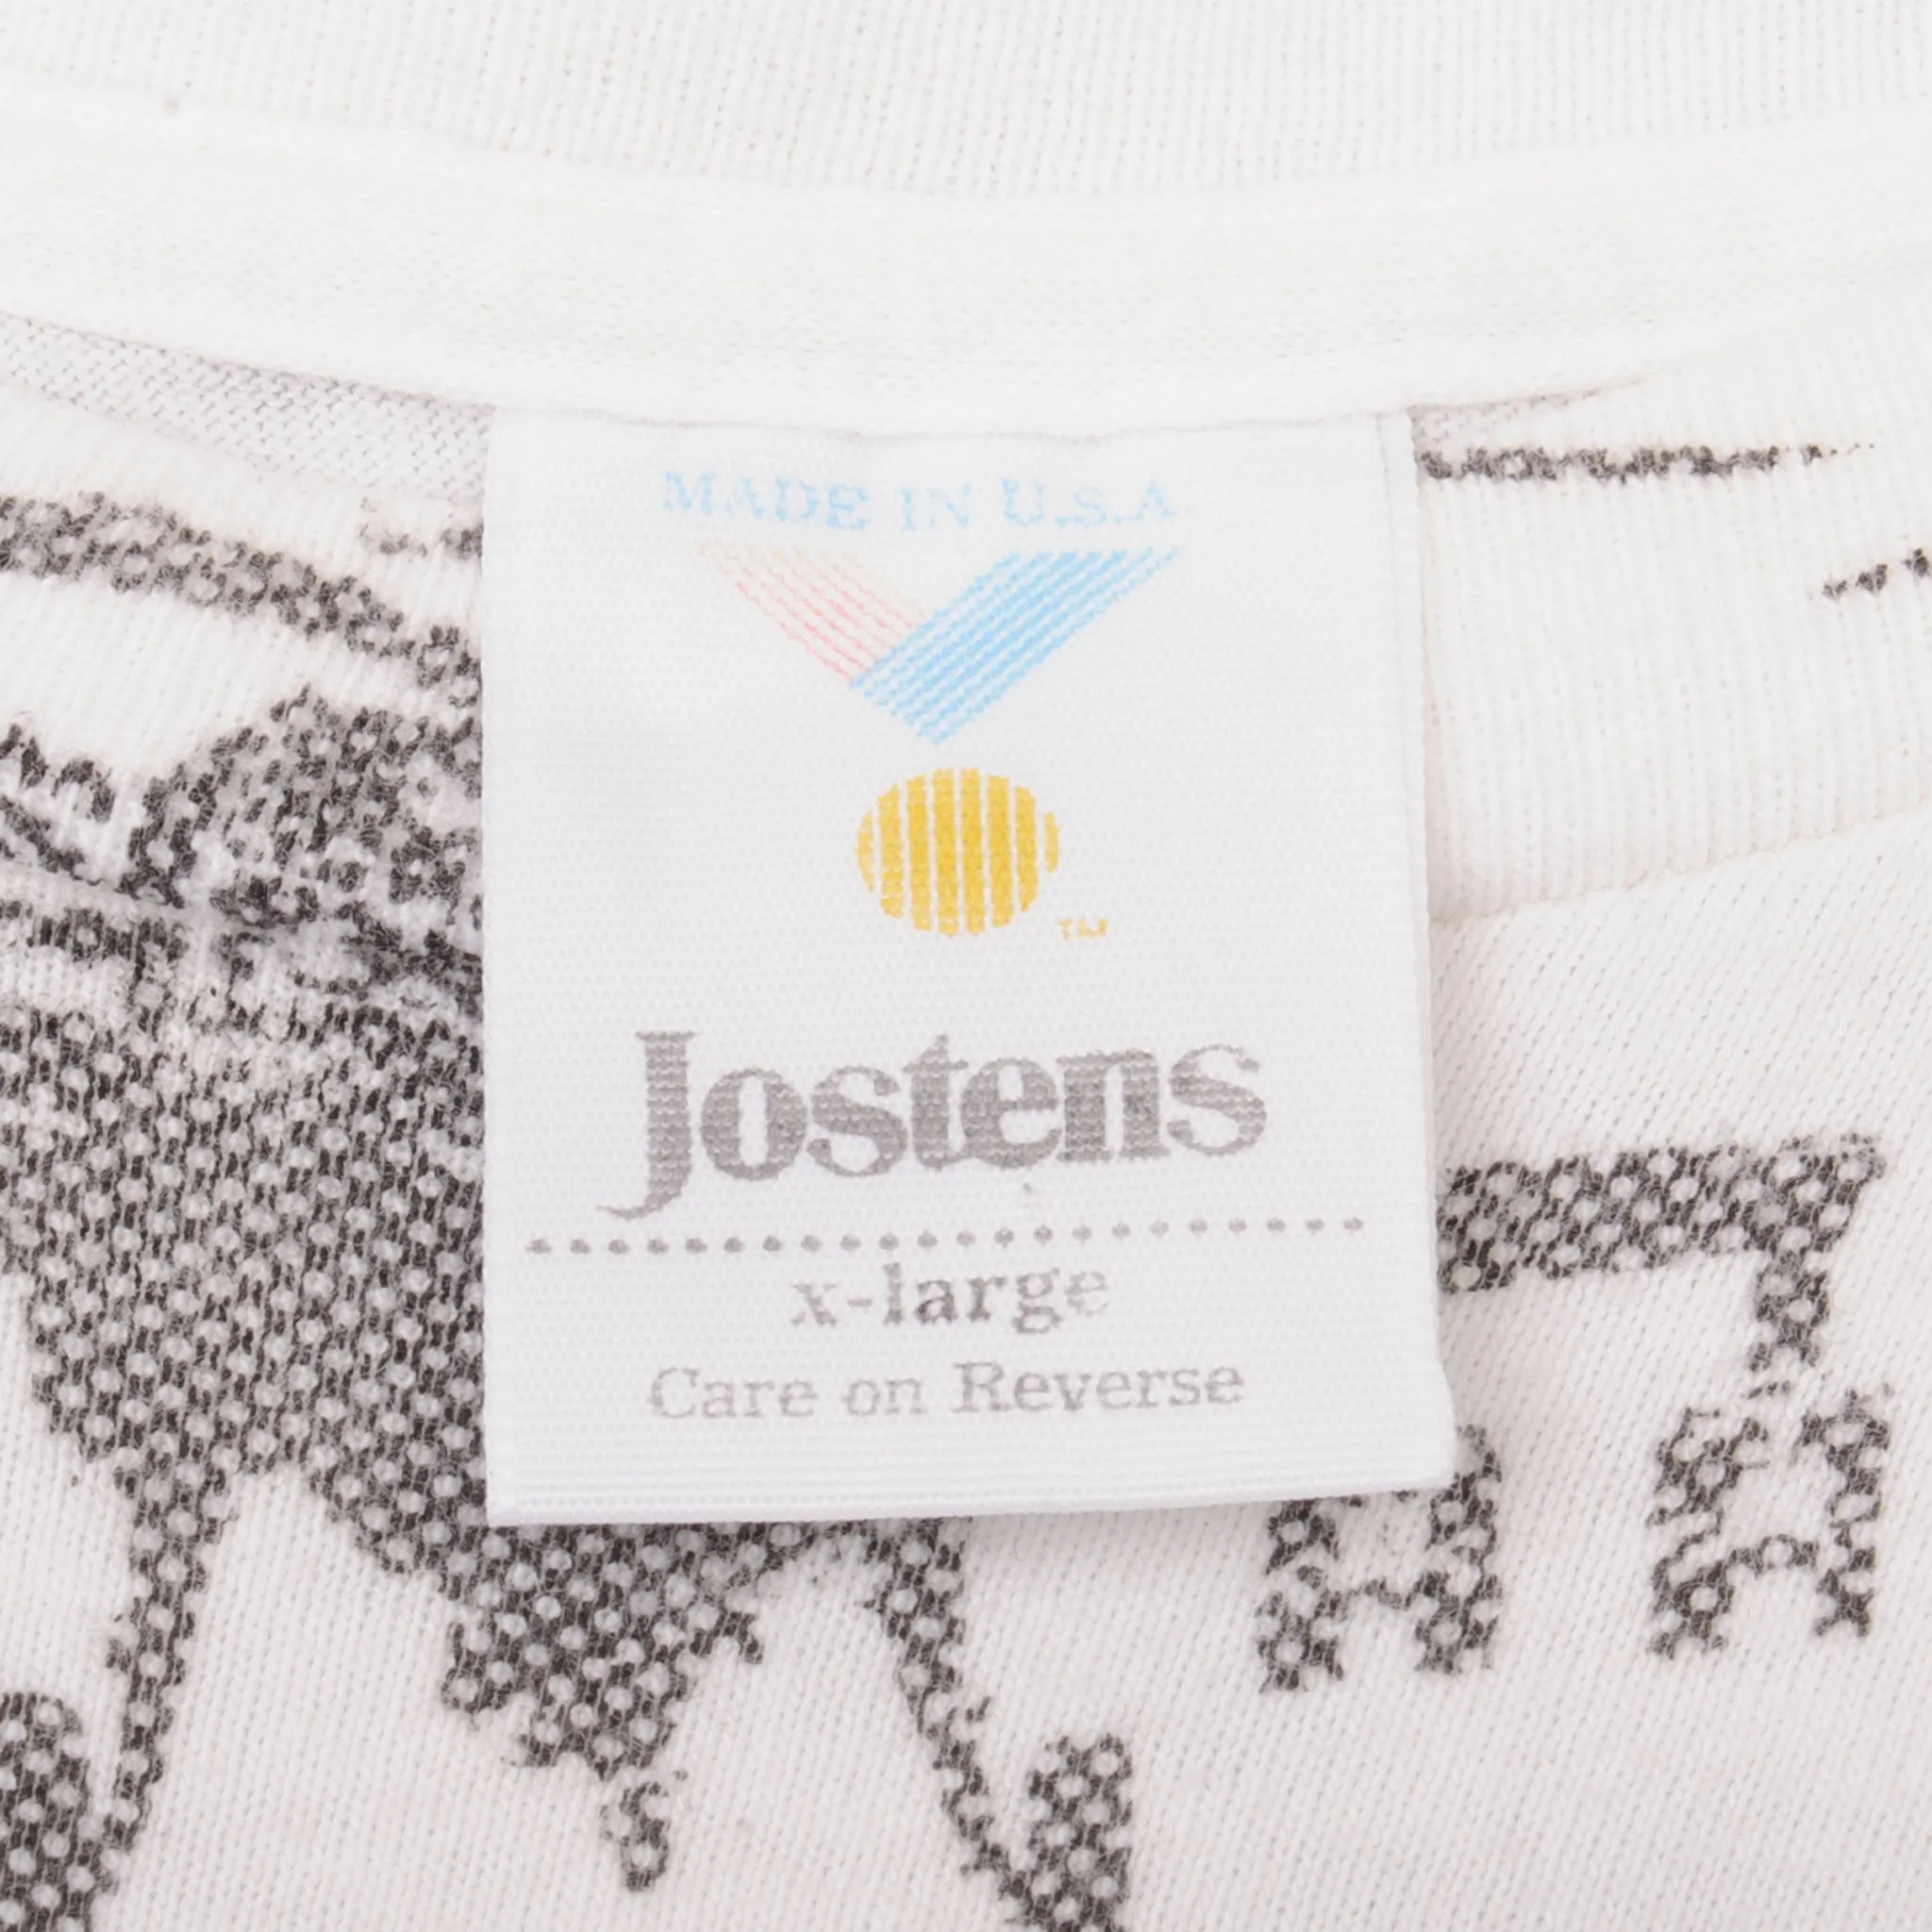 MADE IN U.S.A
TM
Jostens
x-large
Care on Reverse